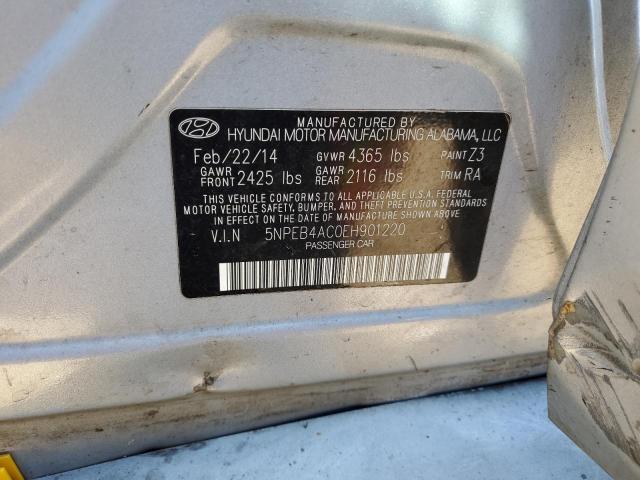 MANUFACTURED BY
HYUNDAI MOTOR MANUFACTURING ALABAMA, LLC
Feb/22/14 GVWR 4365 lbs PAINT Z3
GAWR FRONT 2425 lbs GAWR REAR 2116 lbs TRIM RA
THIS VEHICLE CONFORMS TO ALL APPLICABLE U.S.A. FEDERAL
MOTOR VEHICLE SAFETY, BUMPER, AND THEFT PREVENTION
STANDARDS IN EFFECT ON THE DATE OF MANUFACTURE SHOWN ABOVE.
V.I.N 5NPEB4AC0EH901220
PASSENGER CAR